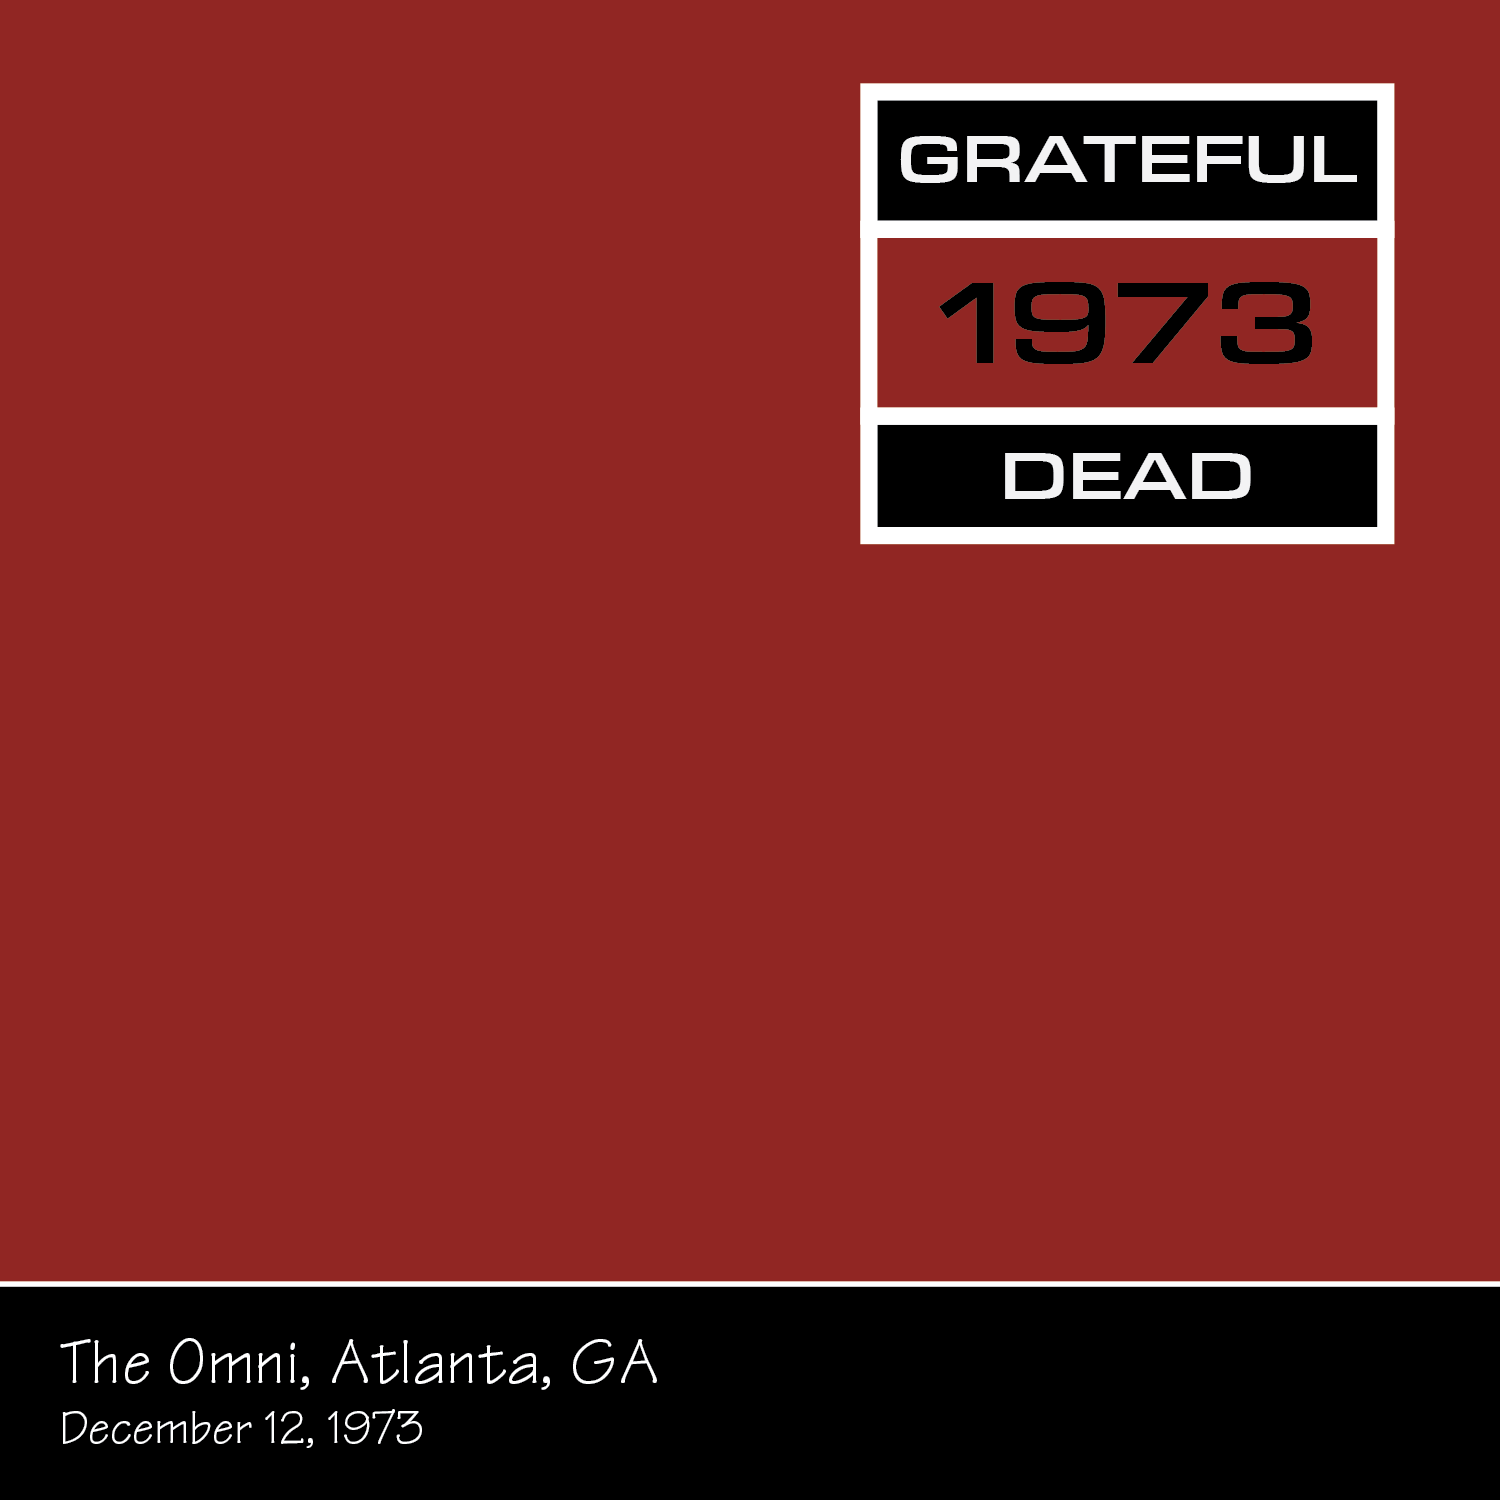 GRATEFUL
1973
DEAD
The Omni, Atlanta, GA
December 12, 1973